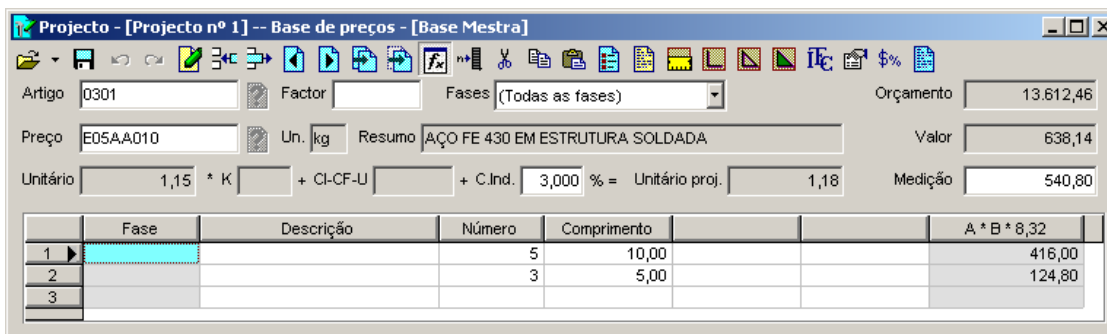 Projecto - [Projecto nº 1] -- Base de preços - [Base Mestra]
Artigo 0301 Factor Fases (Todas as fases) Orçamento 13.612,46
Preço E05AA010 Un. kg Resumo AÇO FE 430 EM ESTRUTURA SOLDADA Valor 638,14
Unitário 1,15 * K + CI-CF-U + C.Ind. 3,000 % = Unitário proj. 1,18 Medição 540,80
Fase Descrição Número Comprimento A * B * 8,32
1 5 10,00 416,00
2 3 5,00 124,80
3